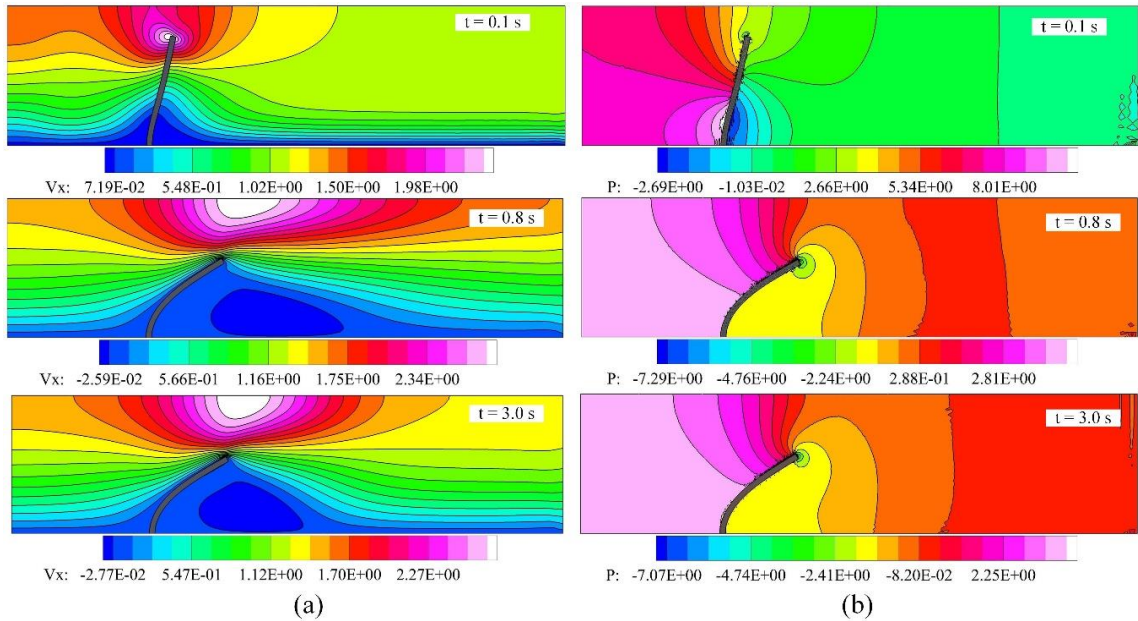 t = 0.1 s
Vx: 7.19E-02 5.48E-01 1.02E+00 1.50E+00 1.98E+00
t = 0.8 s
Vx: -2.59E-02 5.66E-01 1.16E+00 1.75E+00 2.34E+00
t = 3.0 s
Vx: -2.77E-02 5.47E-01 1.12E+00 1.70E+00 2.27E+00
(a)
t = 0.1 s
P: -2.69E+00 -1.03E-02 2.66E+00 5.34E+00 8.01E+00
t = 0.8 s
P: -7.29E+00 -4.76E+00 -2.24E+00 2.88E-01 2.81E+00
t = 3.0 s
P: -7.07E+00 -4.74E+00 -2.41E+00 -8.20E-02 2.25E+00
(b)